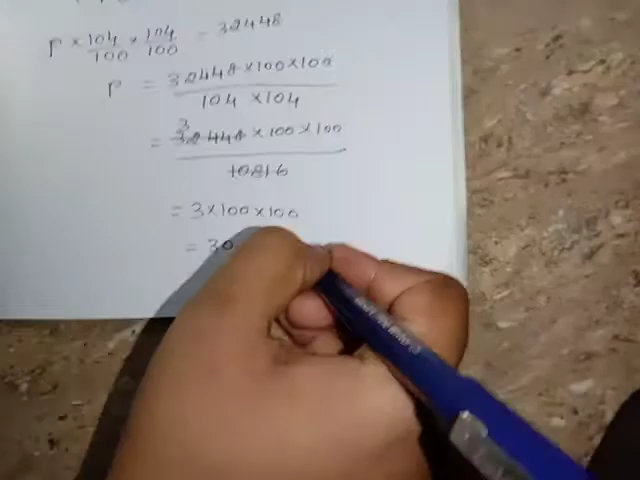 P × 104/100 × 104/100 = 32448
P = 32448×100×100
104 ×104
3
= 32448 × 100 × 100
10816
= 3×100×100
= 30